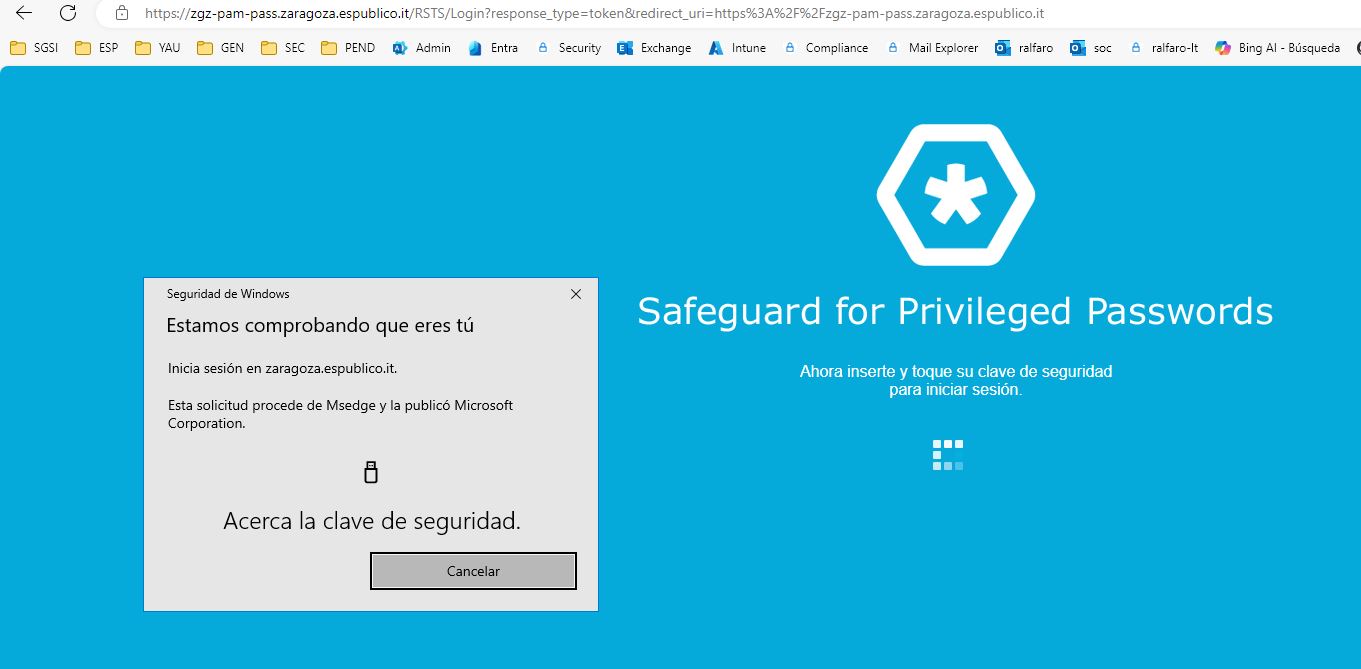 https://zgz-pam-pass.zaragoza.espublico.it/RSTS/Login?response_type=token&redirect_uri=https%3A%2F%2Fzgz-pam-pass.zaragoza.espublico.it
SGSI ESP YAU GEN SEC PEND Admin Entra Security Exchange Intune Compliance Mail Explorer ralfaro soc ralfaro-lt Bing AI - Búsqueda
Safeguard for Privileged Passwords
Ahora inserte y toque su clave de seguridad
para iniciar sesión.
Seguridad de Windows
Estamos comprobando que eres tú
Inicia sesión en zaragoza.espublico.it.
Esta solicitud procede de Msedge y la publicó Microsoft
Corporation.
Acerca la clave de seguridad.
Cancelar